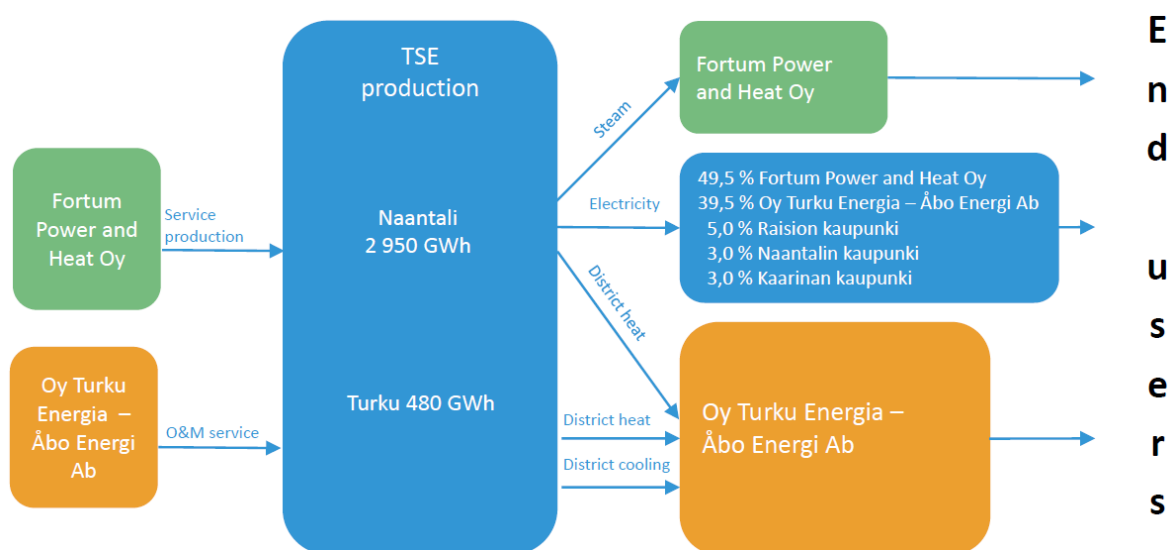 Fortum
Power and
Heat Oy
Service
production
Oy Turku
Energia –
Åbo Energi
Ab
O&M service
TSE
production
Naantali
2 950 GWh
Turku 480 GWh
Steam
Electricity
District heat
District heat
District cooling
Fortum Power
and Heat Oy
49,5 % Fortum Power and Heat Oy
39,5 % Oy Turku Energia – Åbo Energi Ab
5,0 % Raision kaupunki
3,0 % Naantalin kaupunki
3,0 % Kaarinan kaupunki
Oy Turku Energia –
Åbo Energi Ab
E
n
d
u
s
e
r
s